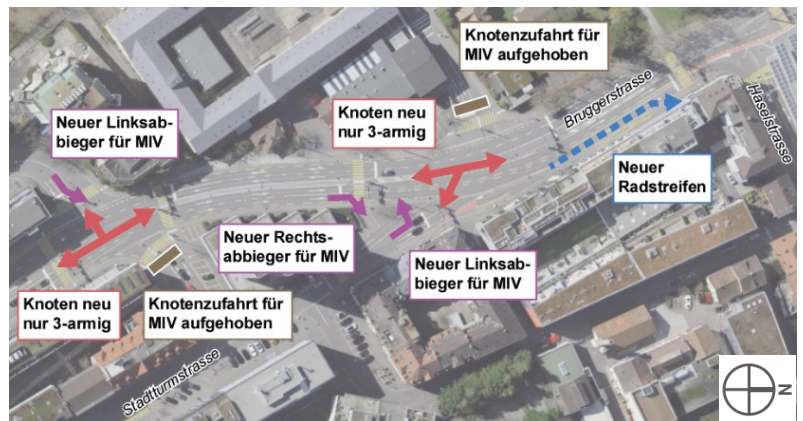 Knotenzufahrt für
MIV aufgehoben
Knoten neu
nur 3-armig
Bruggerstrasse
Haselstrasse
Neuer Linksab-
bieger für MIV
Neuer
Radstreifen
Neuer Rechts-
abbieger für MIV
Neuer Linksab-
bieger für MIV
Knoten neu
nur 3-armig
Knotenzufahrt für
MIV aufgehoben
Stadtturmstrasse
N